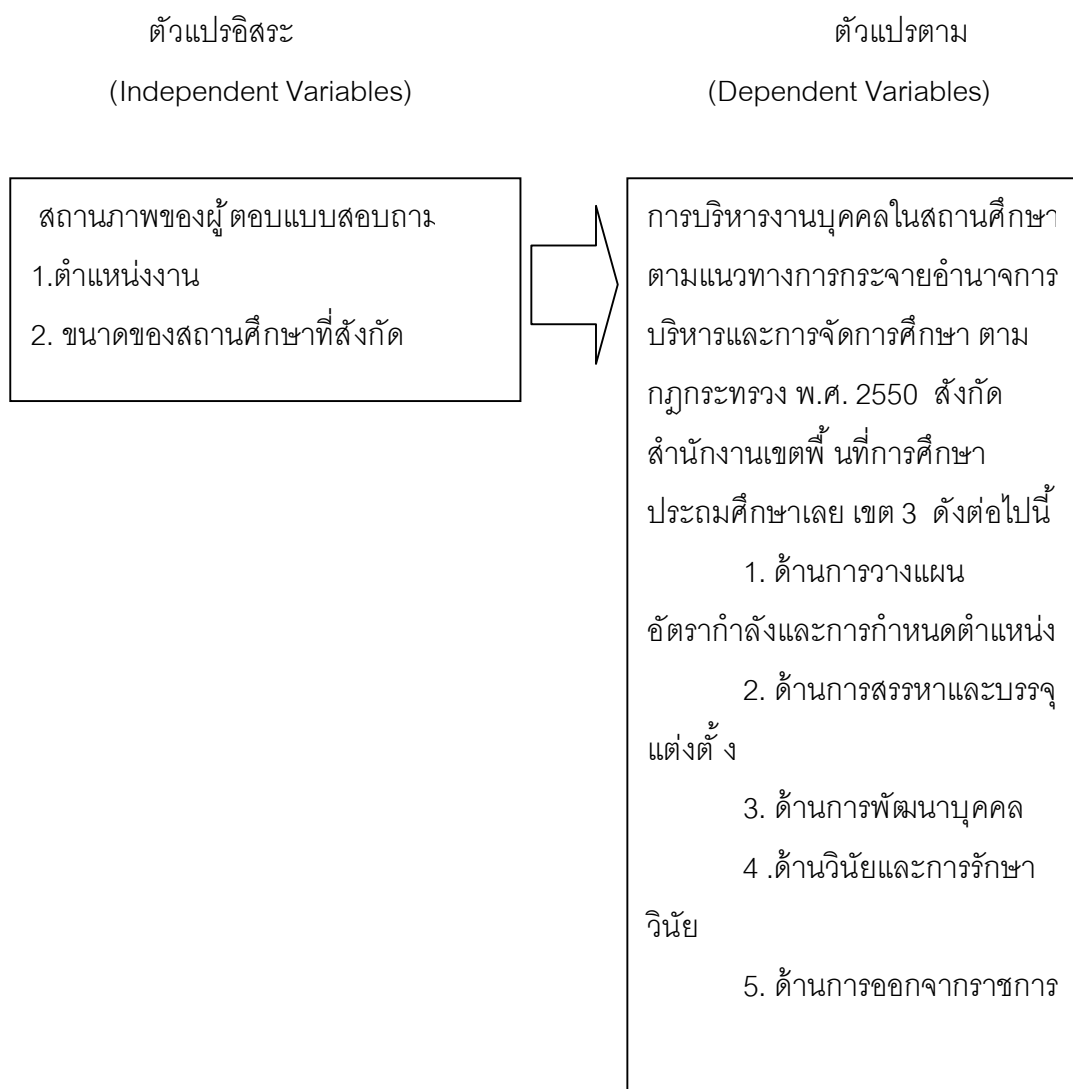 ตัวแปรอิสระ
(Independent Variables)
สถานภาพของผู้ตอบแบบสอบถาม
1.ตำแหน่งงาน
2. ขนาดของสถานศึกษาที่สังกัด
ตัวแปรตาม
(Dependent Variables)
การบริหารงานบุคคลในสถานศึกษา
ตามแนวทางการกระจายอำนาจการ
บริหารและการจัดการศึกษา ตาม
กฎกระทรวง พ.ศ. 2550 สังกัด
สำนักงานเขตพื้นที่การศึกษา
ประถมศึกษาเลย เขต 3 ดังต่อไปนี้
1. ด้านการวางแผน
อัตรากำลังและการกำหนดตำแหน่ง
2. ด้านการสรรหาและบรรจุ
แต่งตั้ง
3. ด้านการพัฒนาบุคคล
4 .ด้านวินัยและการรักษา
วินัย
5. ด้านการออกจากราชการ